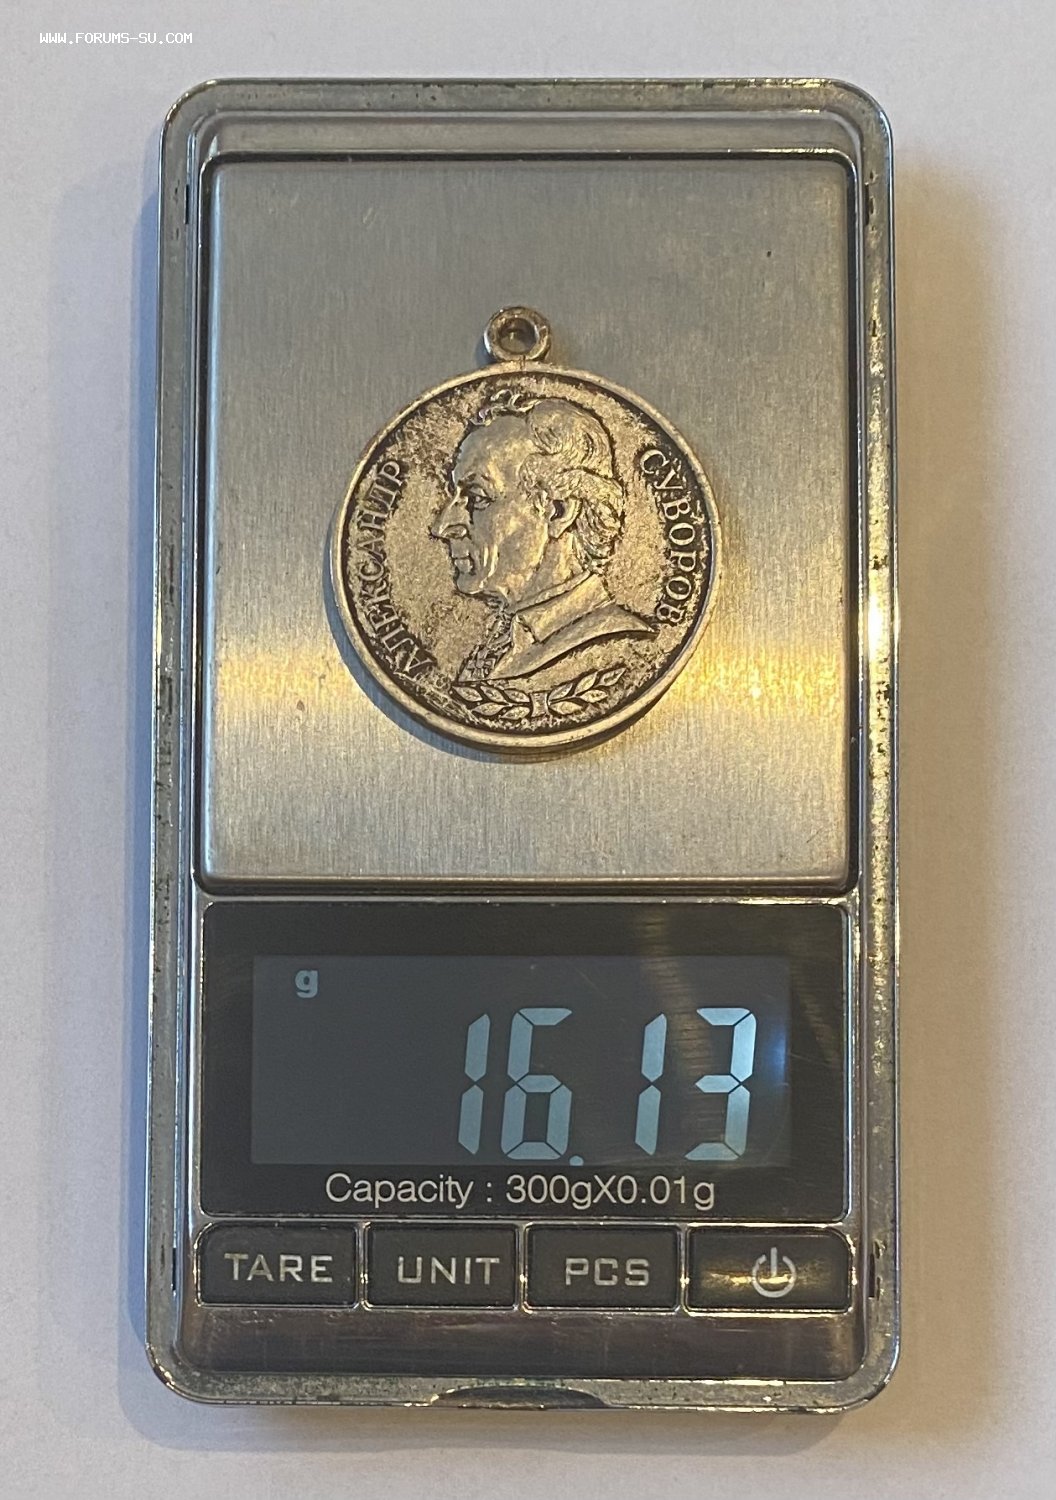 WWW.FORUMS-SU.COM
АЛЕКСАНДР СУВОРОВ
g
16.13
Capacity : 300gX0.01g
TARE UNIT PCS